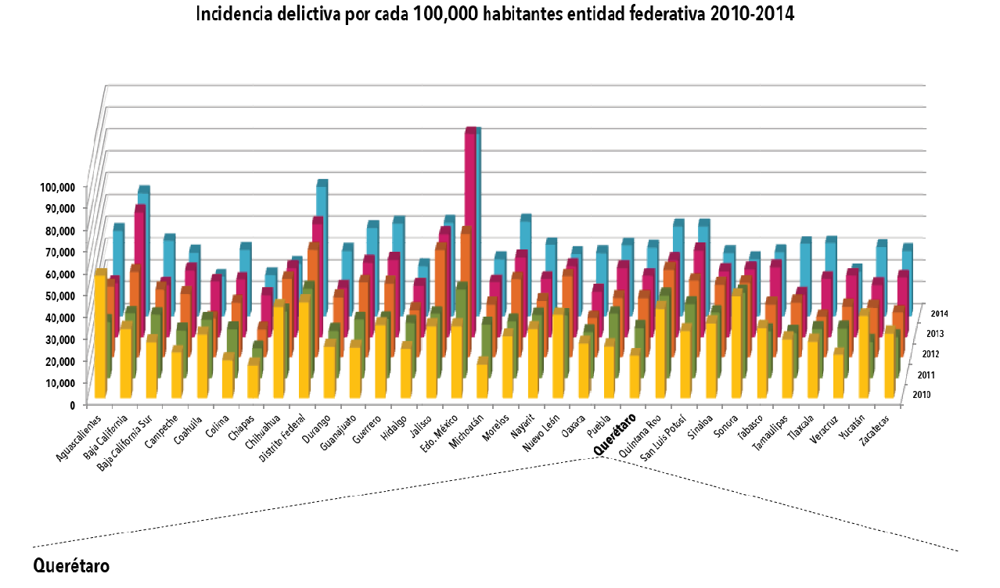 Incidencia delictiva por cada 100,000 habitantes entidad federativa 2010-2014
100,000
90,000
80,000
70,000
60,000
50,000
40,000
30,000
20,000
10,000
0
2014
2013
2012
2011
2010
Aguascalientes
Baja California
Baja California Sur
Campeche
Coahuila
Colina
Chiapas
Chihuahua
Distrito Federal
Durango
Guanajuato
Guerrero
Hidalgo
Jalisco
Edo. México
Michoacán
Morelos
Nayarit
Nuevo León
Oaxaca
Puebla
Querétaro
Quintana Roo
San Luis Potosí
Sinaloa
Sonora
Tabasco
Tamaulipas
Tlaxcala
Veracruz
Yucatán
Zacatetas
Querétaro